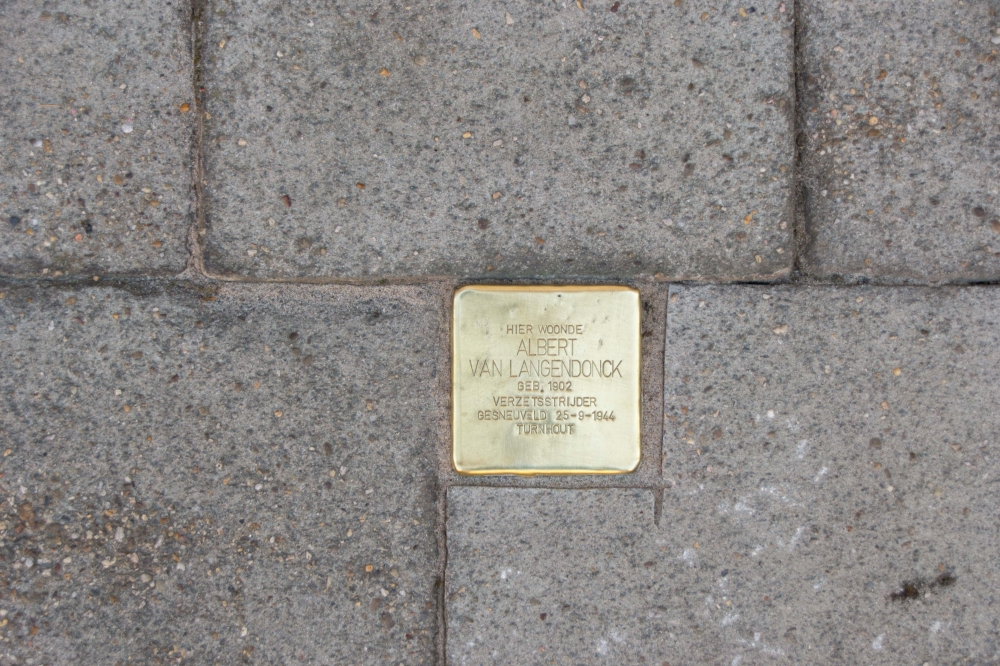 HIER WOONDE
ALBERT
VAN LANGENDONCK
GEB. 1902
VERZETSSTRIJDER
GESNEUVELD 25-9-1944
TURNHOUT